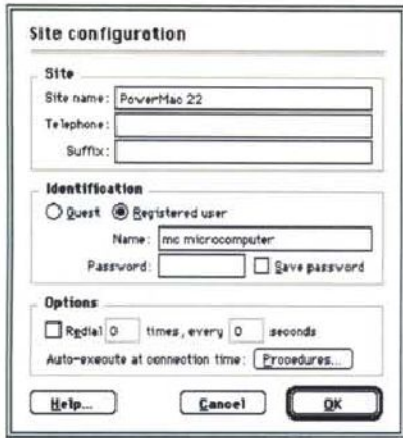 Site configuration
Site
Site name: PowerMac 22
Telephone:
Suffix:
Identification
Guest Registered user
Name: mc microcomputer
Password: Save password
Options
Redial 0 times, every 0 seconds
Auto-execute at connection time: Procedures...
Help... Cancel OK